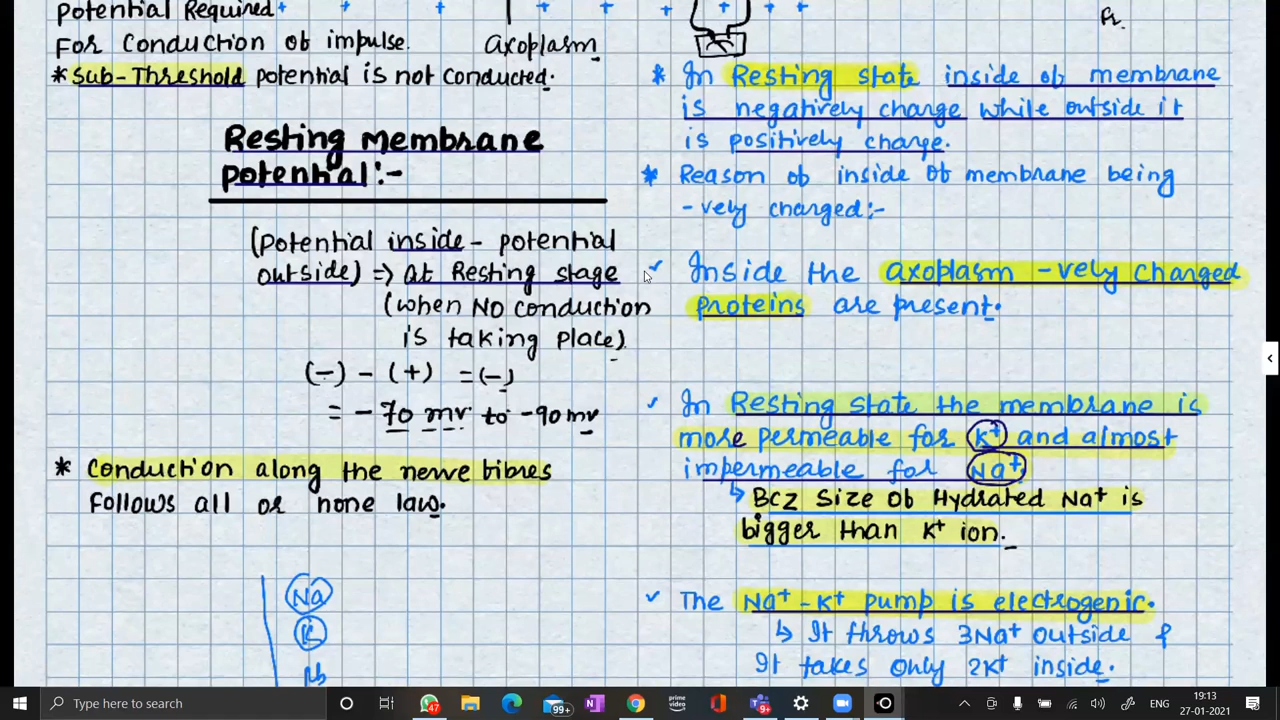 Potential Required
For Conduction of impulse.
Axoplasm
*Sub-Threshold potential is not conducted.
Resting membrane
potential:-
(Potential inside - potential
outside) => at Resting stage
(when NO conduction
is taking place)
(-) - (+) = (-)
= -70 mv to -90 mv
* Conduction along the nerve fibres
follows all or none law.
Na
K
Rb
* In Resting state inside of membrane
is negatively charge while outside it
is positively charge.
* Reason of inside of membrane being
-vely charged:-
✓ Inside the axoplasm -vely charged
proteins are present.
✓ In Resting state the membrane is
more permeable for K+ and almost
impermeable for Na+
↳ Bcz Size of Hydrated Na+ is
bigger than K+ ion.
✓ The Na+ - K+ pump is electrogenic.
↳ It throws 3Na+ outside &
It takes only 2K+ inside.
Type here to search
47
99+
9+
ENG
19:13
27-01-2021